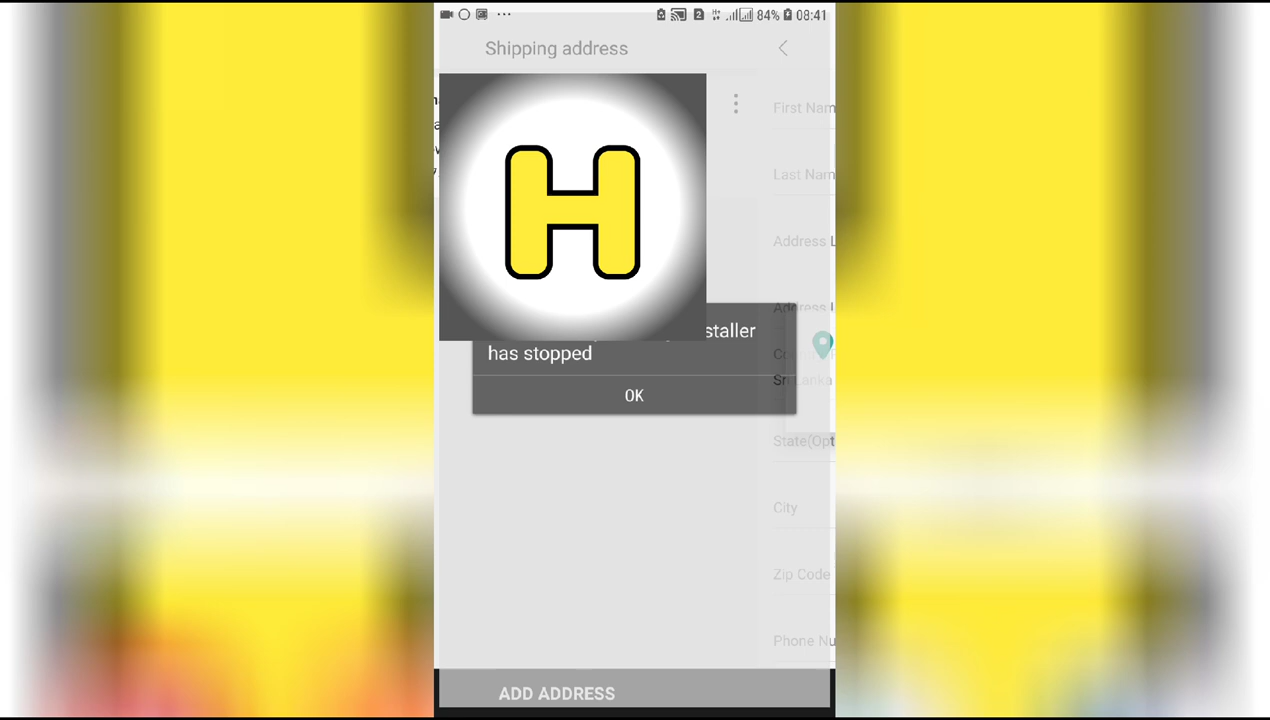 84% 08:41
Shipping address
First Nam
Last Nam
Address L
H
Address L
staller
has stopped
Sri Lanka
OK
State(Opt
City
Zip Code
Phone Nu
ADD ADDRESS